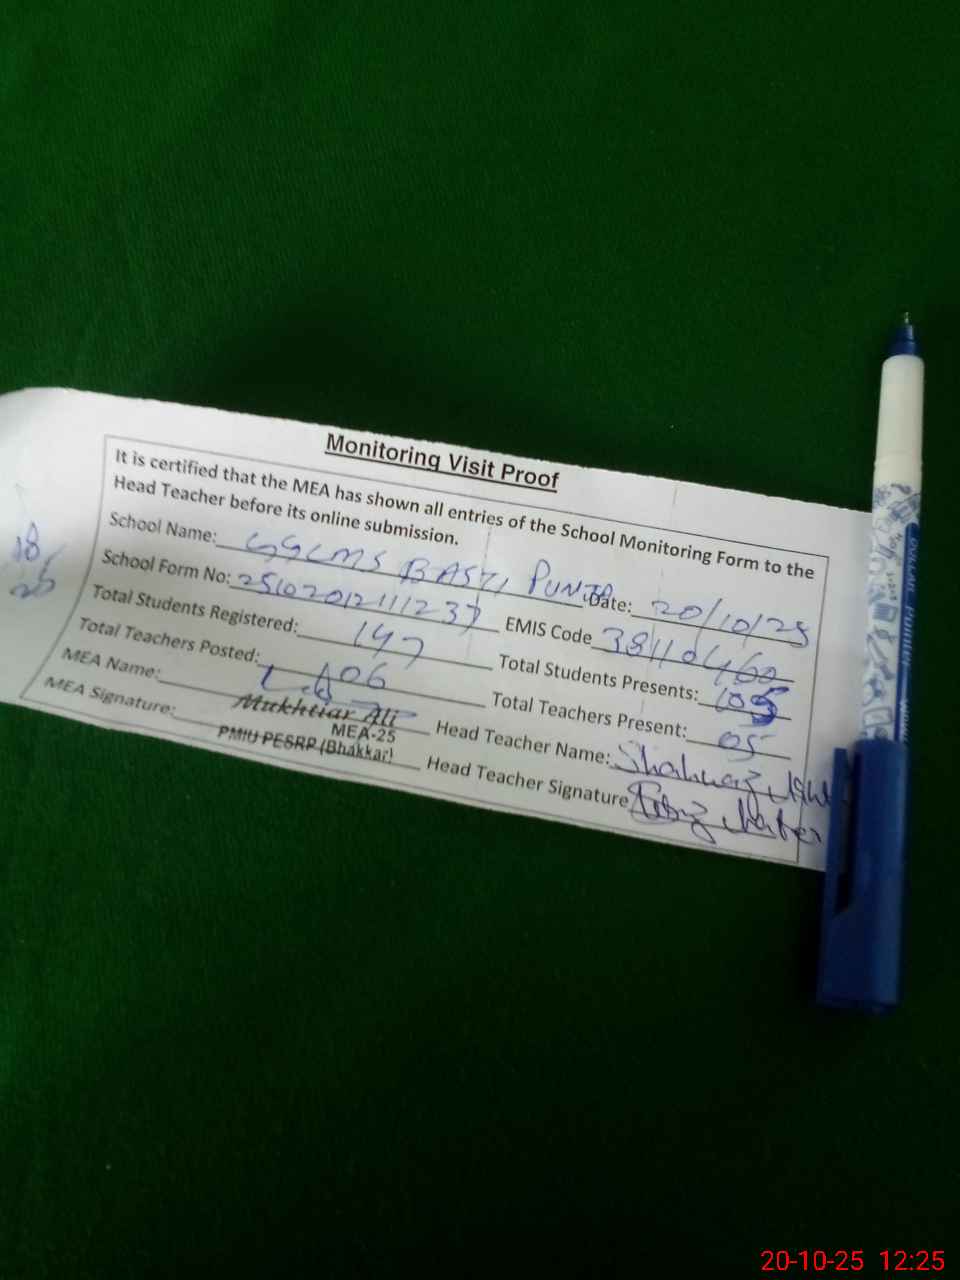 Monitoring Visit Proof
It is certified that the MEA has shown all entries of the School Monitoring Form to the
Head Teacher before its online submission.
School Name: GGCMS BASTI PUNJA Date: 20/10/25
School Form No: EMIS Code 38110460
Total Students Registered: 147 Total Students Presents: 105
Total Teachers Posted: 06 Total Teachers Present: 05
MEA Name: Mukhtiar Ali Head Teacher Name:
MEA-25
MEA Signature: PMIU PESRP (Bhakkar) Head Teacher Signature
DOLLAR Pointer
20-10-25 12:25